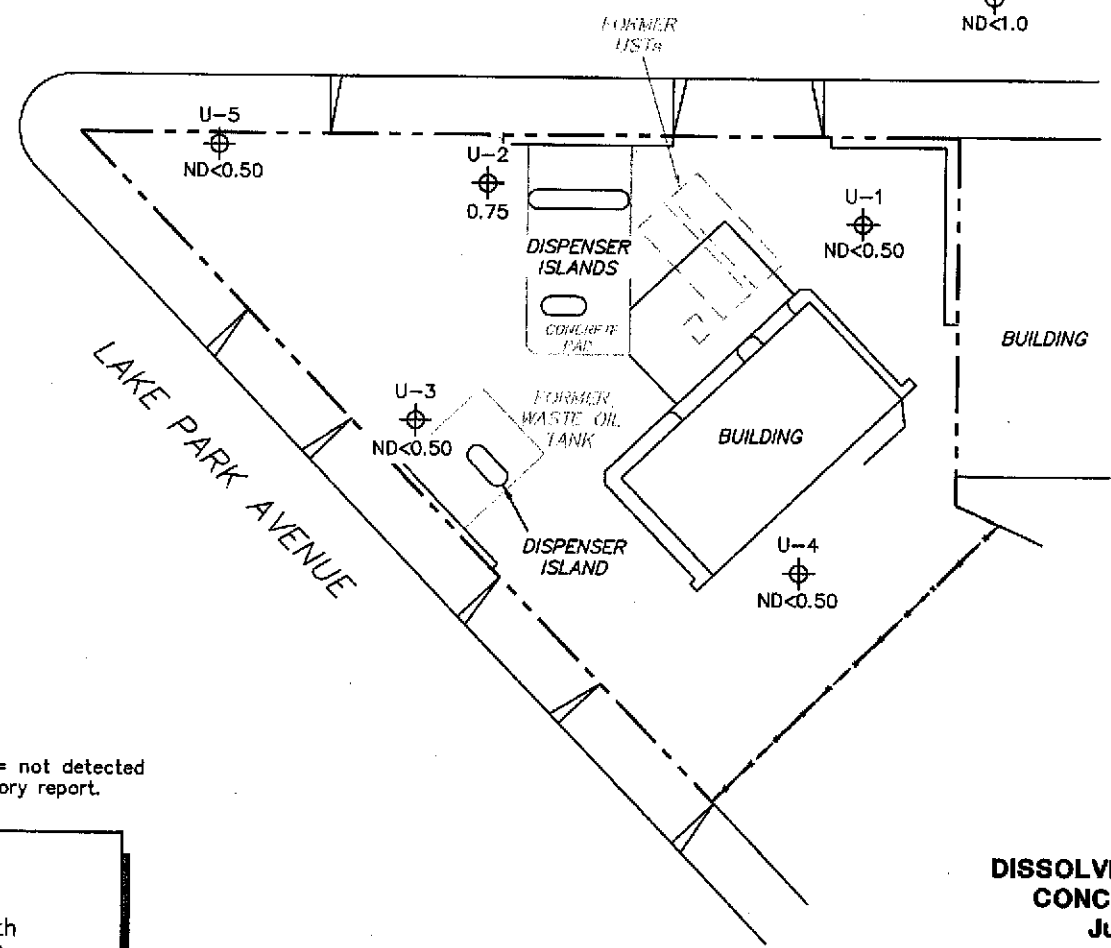 ND<1.0
FORMER
USTs
U-5
ND<0.50
U-2
0.75
U-1
ND<0.50
DISPENSER
ISLANDS
CONCRETE
PAD
BUILDING
LAKE PARK AVENUE
U-3
ND<0.50
FORMER
WASTE OIL
TANK
BUILDING
DISPENSER
ISLAND
U-4
ND<0.50
= not detected
ory report.
DISSOLV
CONC
Ju
th